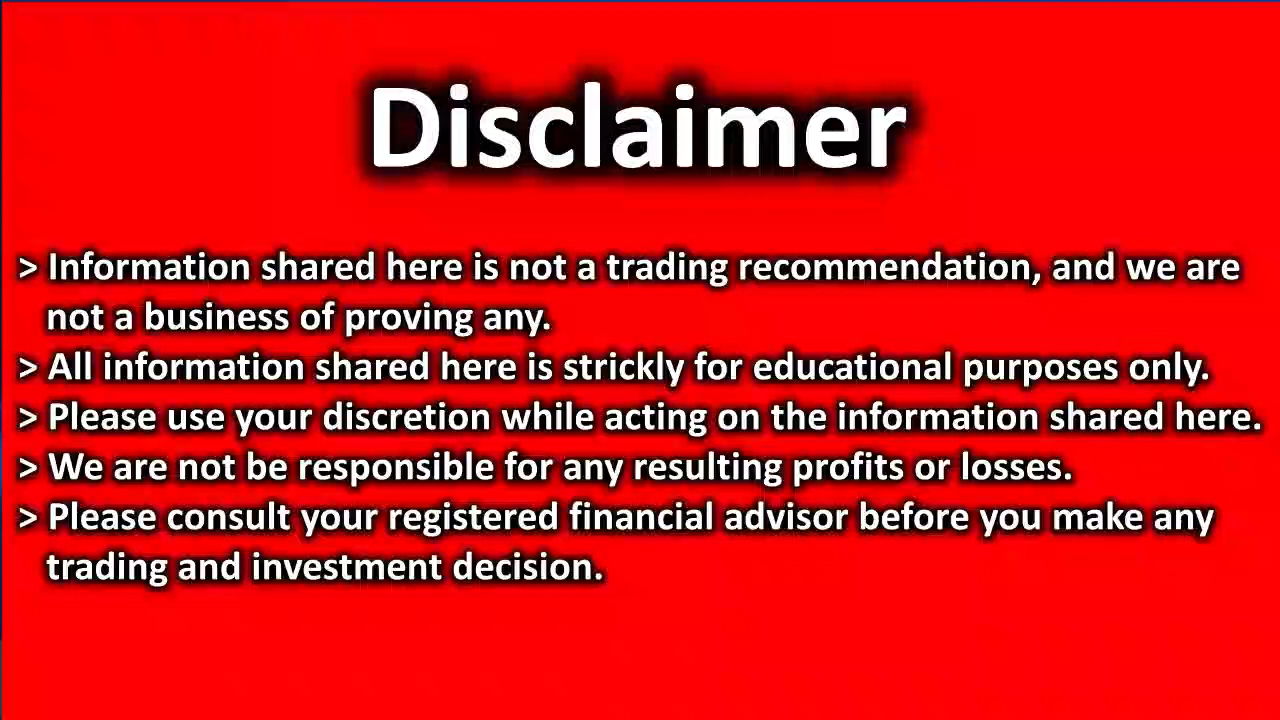 Disclaimer
> Information shared here is not a trading recommendation, and we are
not a business of proving any.
> All information shared here is strickly for educational purposes only.
> Please use your discretion while acting on the information shared here.
> We are not be responsible for any resulting profits or losses.
> Please consult your registered financial advisor before you make any
trading and investment decision.